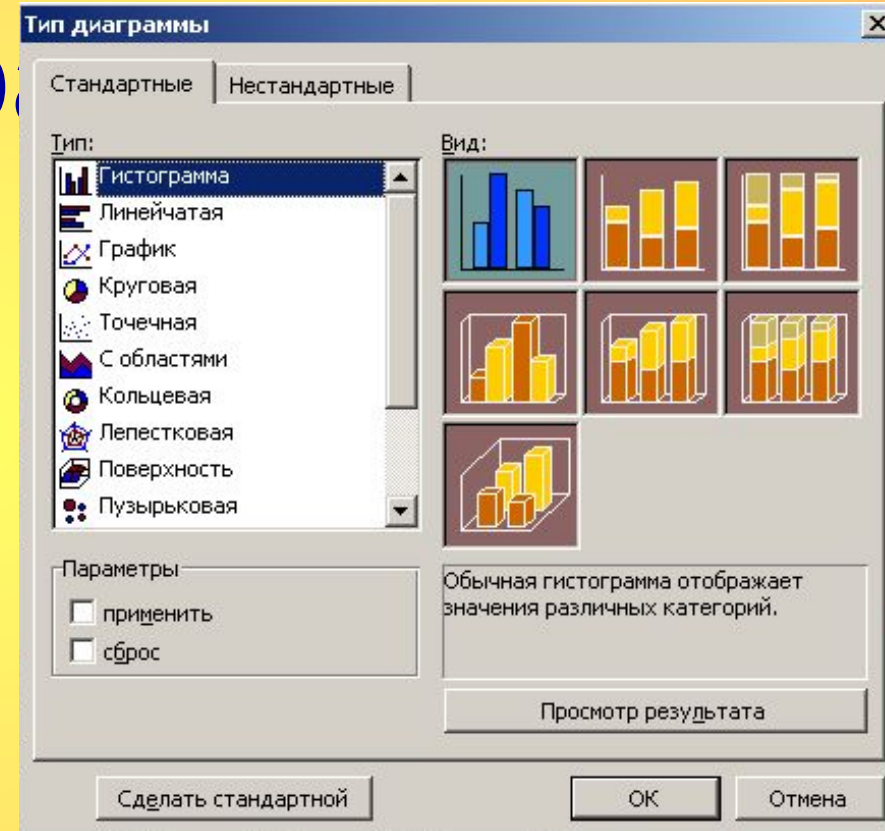 Тип диаграммы
Стандартные
Нестандартные
Тип:
Гистограмма
Линейчатая
График
Круговая
Точечная
С областями
Кольцевая
Лепестковая
Поверхность
Пузырьковая
Вид:
Обычная гистограмма отображает
значения различных категорий.
Параметры
применить
сброс
Просмотр результата
Сделать стандартной
ОК
Отмена